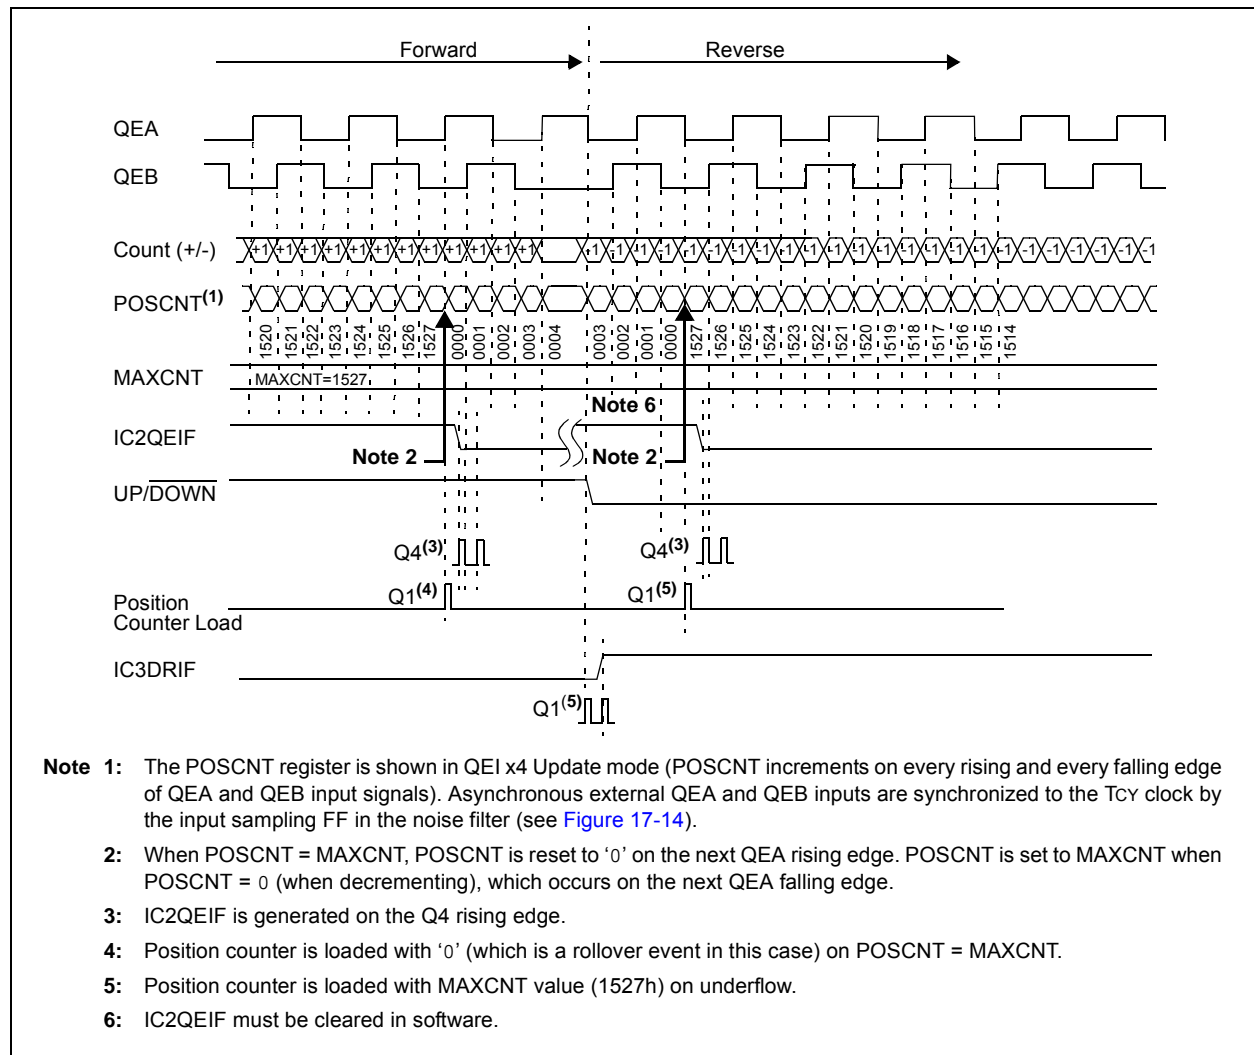 Forward Reverse
QEA
QEB
Count (+/-) +1 +1 +1 +1 +1 +1 +1 +1 +1 +1 +1 +1 -1 -1 -1 -1 -1 -1 -1 -1 -1 -1 -1 -1 -1 -1 -1 -1 -1 -1 -1 -1 -1 -1 -1 -1
POSCNT(1)
1520 1521 1522 1523 1524 1525 1526 1527 0000 0001 0002 0003 0004 0003 0002 0001 0000 1527 1526 1525 1524 1523 1522 1521 1520 1519 1518 1517 1516 1515 1514
MAXCNT MAXCNT=1527
Note 6
IC2QEIF
Note 2 Note 2
UP/DOWN
Q4(3) Q4(3)
Q1(4) Q1(5)
Position
Counter Load
IC3DRIF
Q1(5)
Note 1: The POSCNT register is shown in QEI x4 Update mode (POSCNT increments on every rising and every falling edge
of QEA and QEB input signals). Asynchronous external QEA and QEB inputs are synchronized to the TCY clock by
the input sampling FF in the noise filter (see Figure 17-14).
2: When POSCNT = MAXCNT, POSCNT is reset to ‘0’ on the next QEA rising edge. POSCNT is set to MAXCNT when
POSCNT = 0 (when decrementing), which occurs on the next QEA falling edge.
3: IC2QEIF is generated on the Q4 rising edge.
4: Position counter is loaded with ‘0’ (which is a rollover event in this case) on POSCNT = MAXCNT.
5: Position counter is loaded with MAXCNT value (1527h) on underflow.
6: IC2QEIF must be cleared in software.